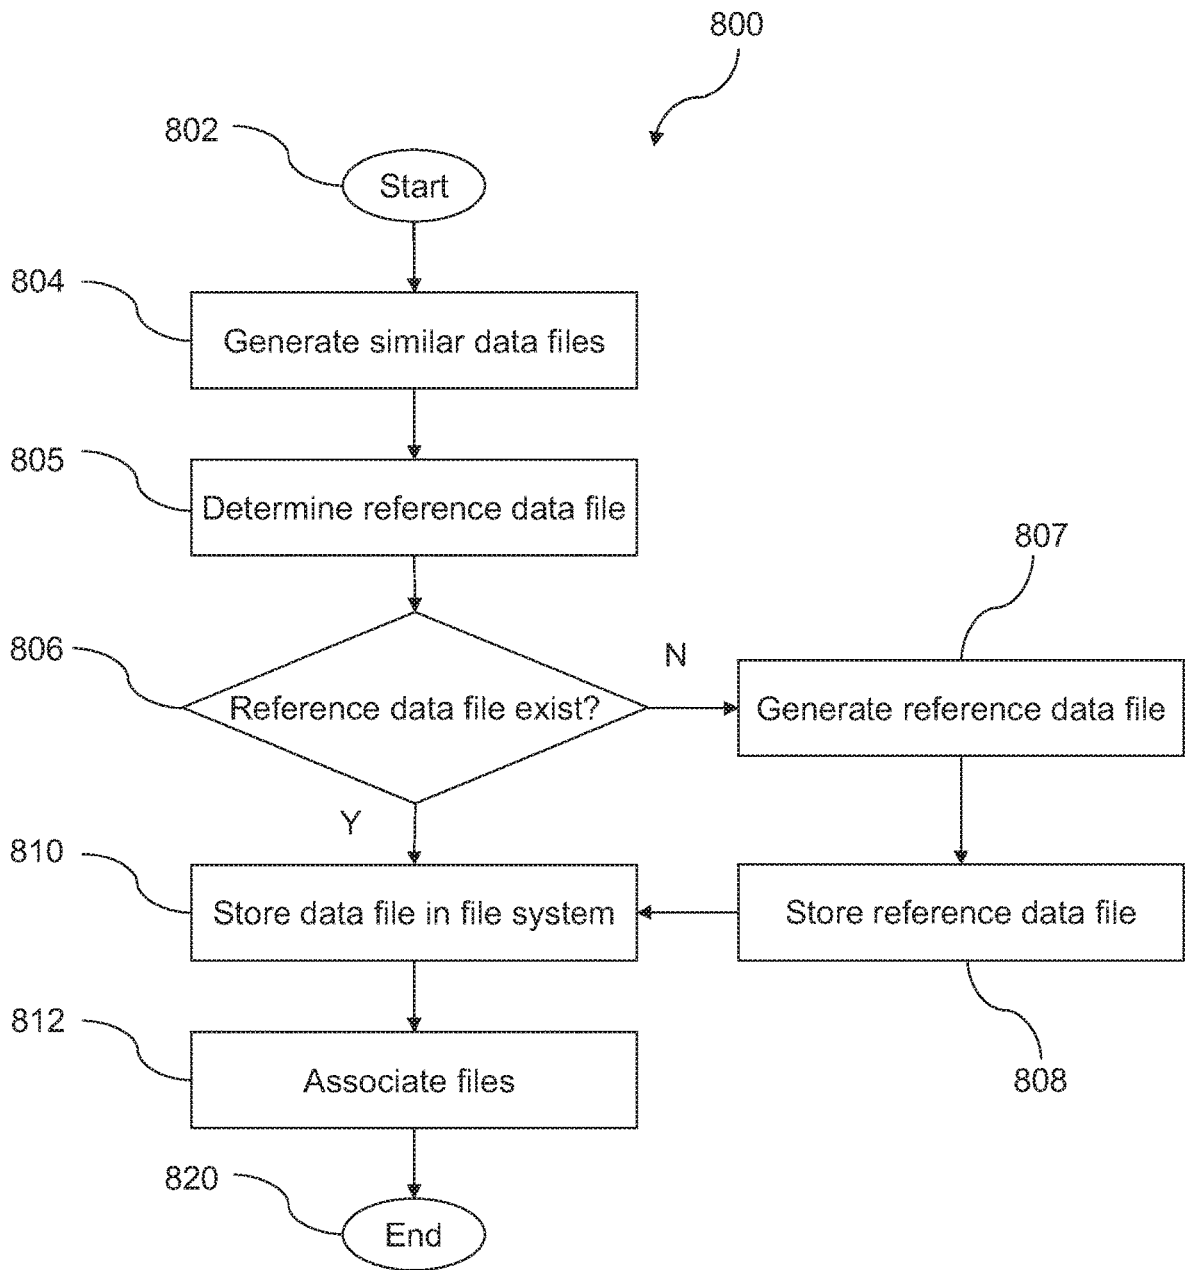 800
802
Start
804
Generate similar data files
805
Determine reference data file
807
806
Reference data file exist?
N
Generate reference data file
Y
810
Store data file in file system
Store reference data file
812
Associate files
808
820
End